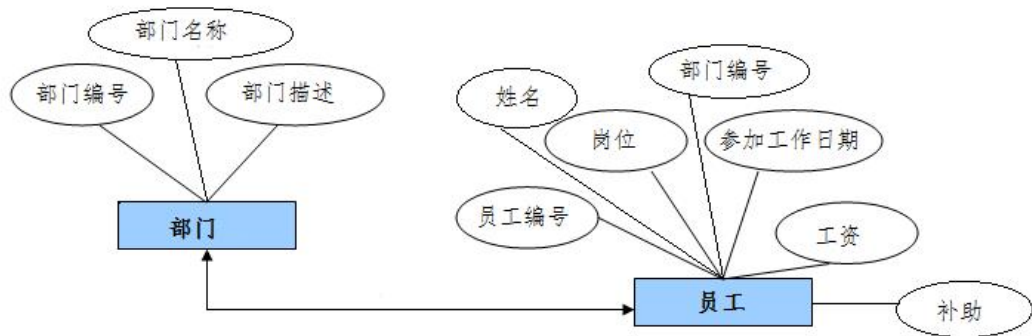 部门名称
部门编号
部门描述
部门
姓名
部门编号
岗位
参加工作日期
员工编号
工资
员工
补助